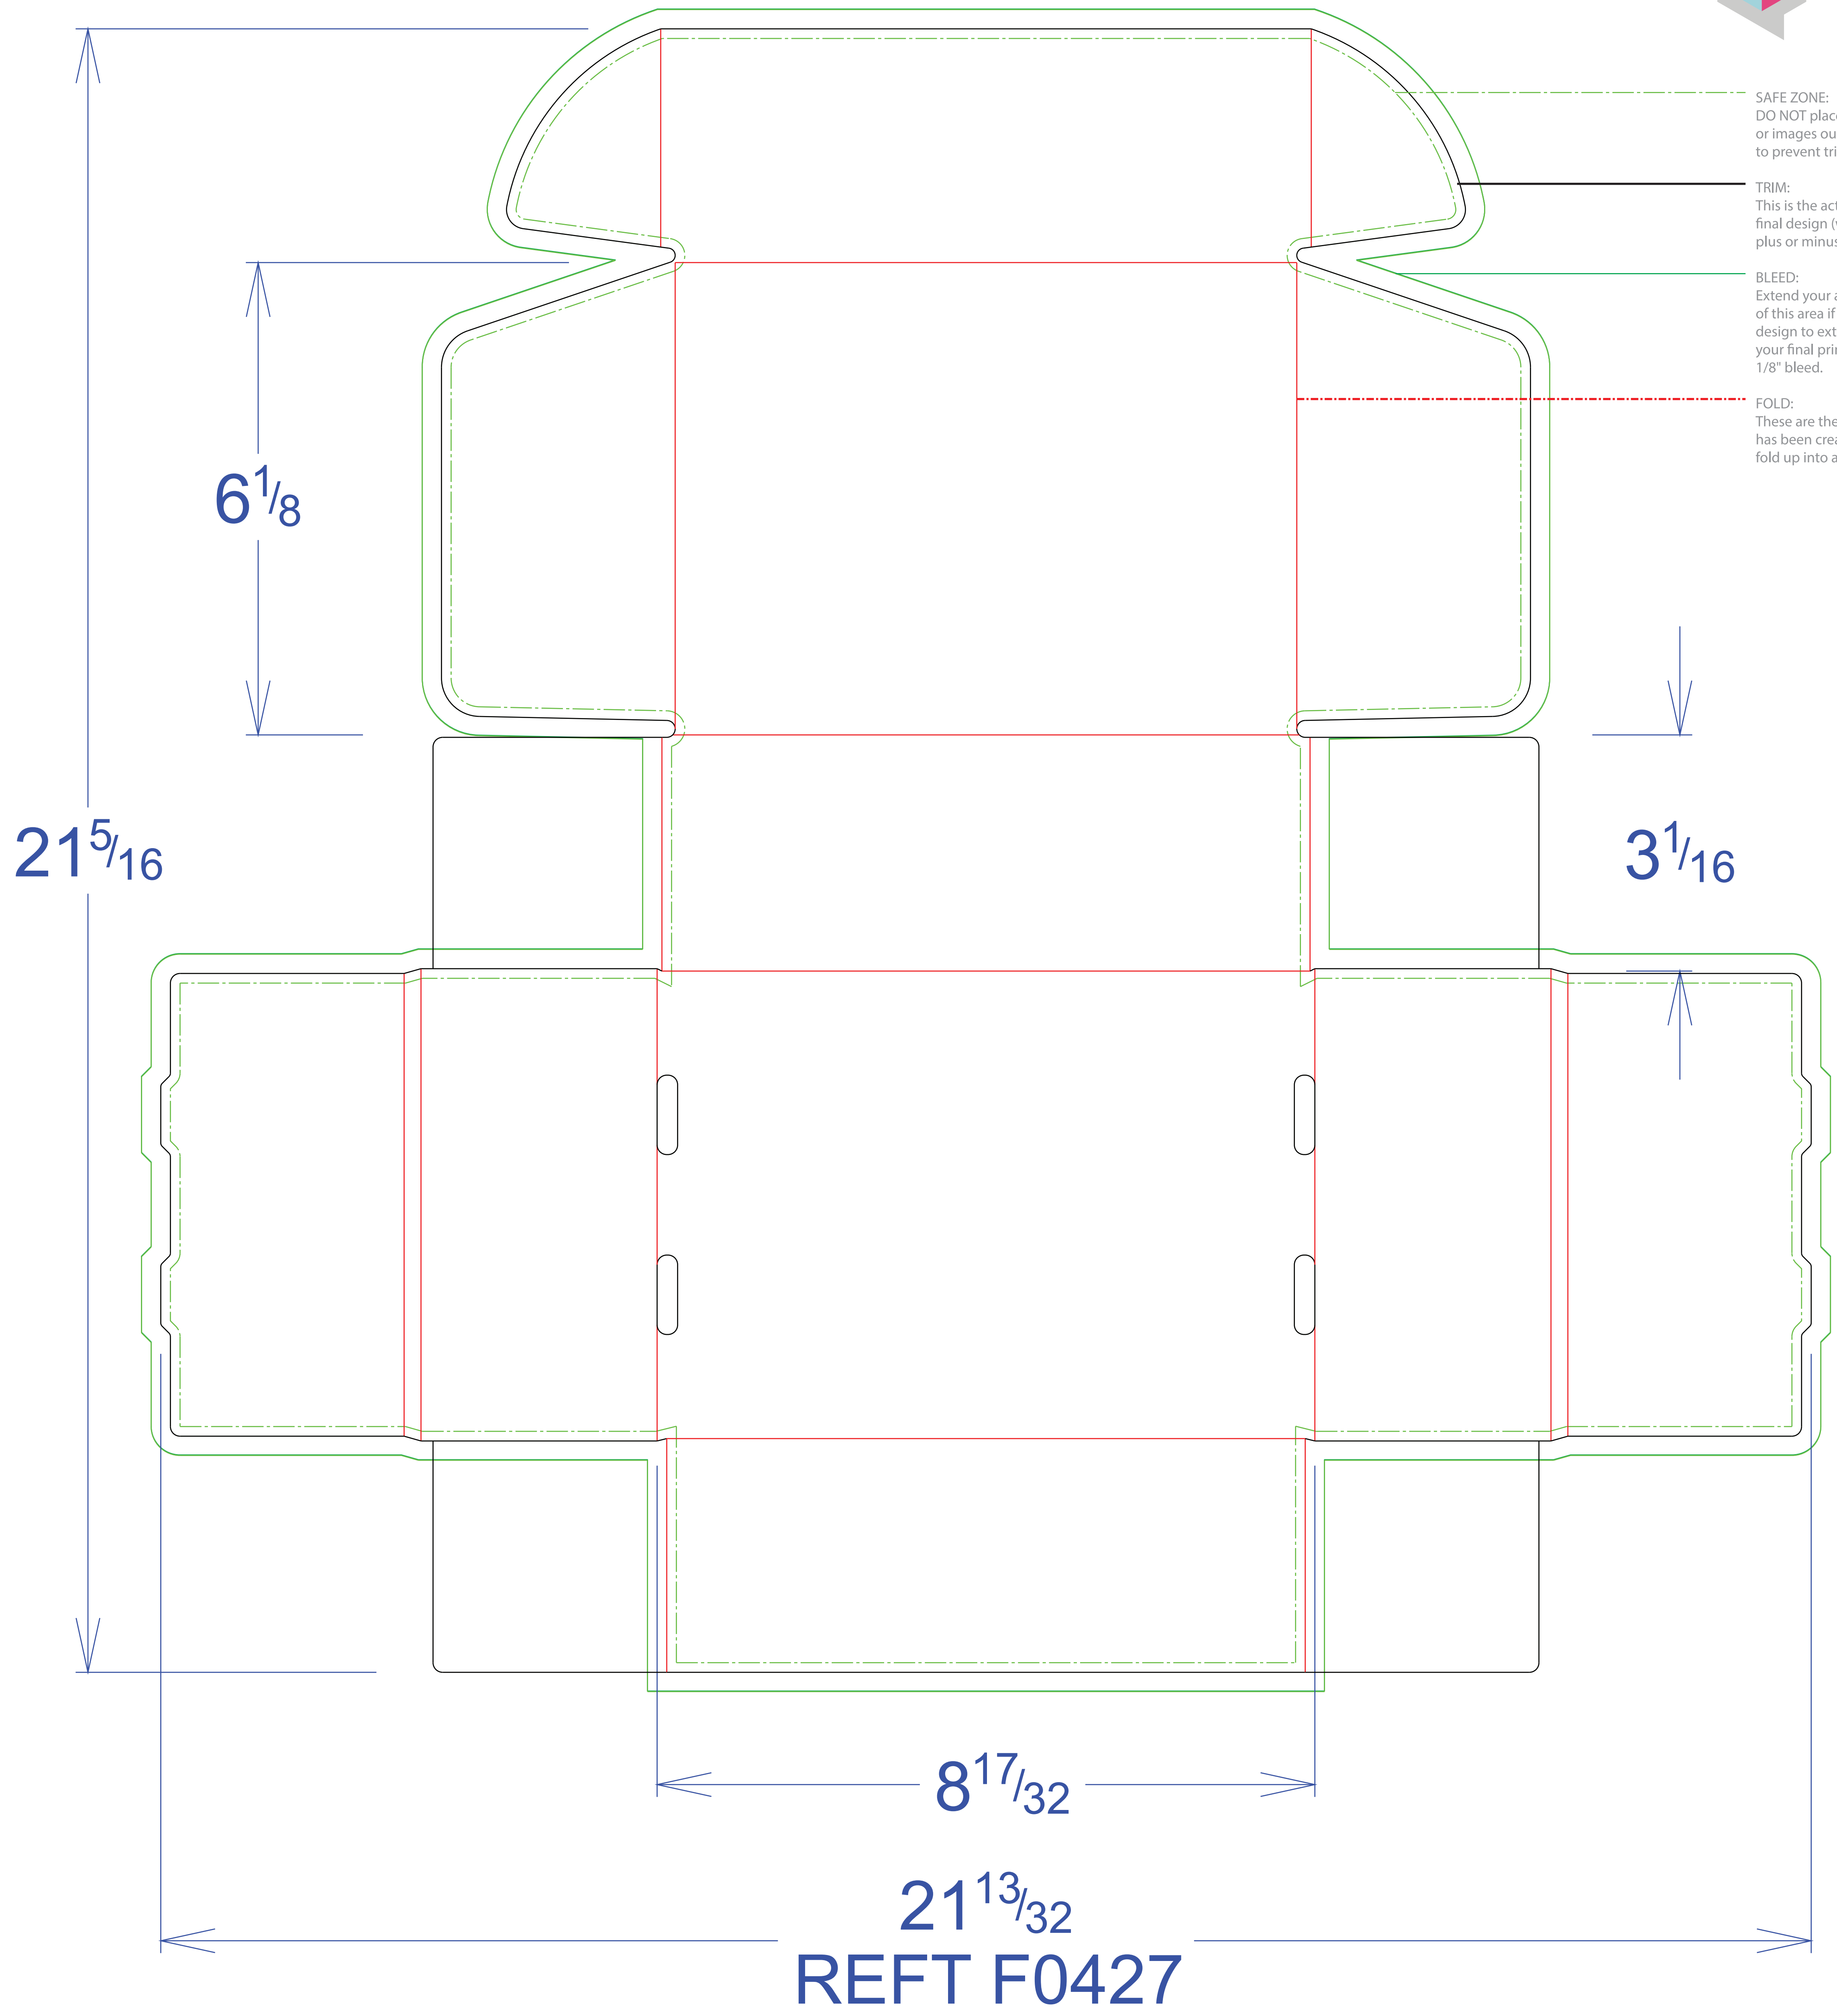 SAFE ZONE:
DO NOT place
or images ou
to prevent tri
TRIM:
This is the act
final design (
plus or minus
BLEED:
Extend your a
of this area if
design to ext
your final prin
1/8" bleed.
FOLD:
These are the
has been crea
fold up into a
6 1/8
21 5/16
3 1/16
8 17/32
21 13/32
REFT F0427